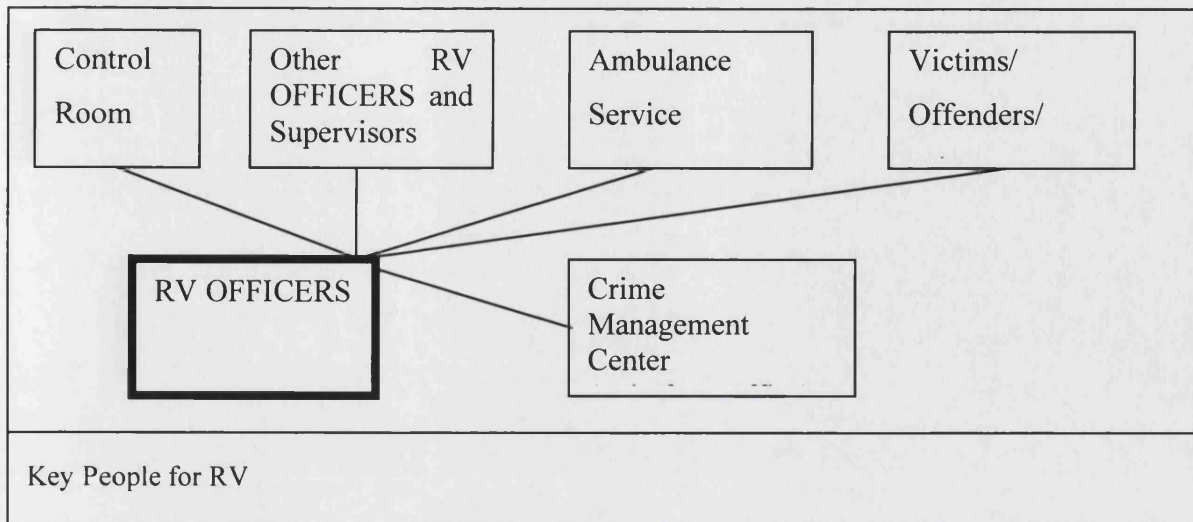 Control
Room
Other RV
OFFICERS and
Supervisors
Ambulance
Service
Victims/
Offenders/
RV OFFICERS
Crime
Management
Center
Key People for RV